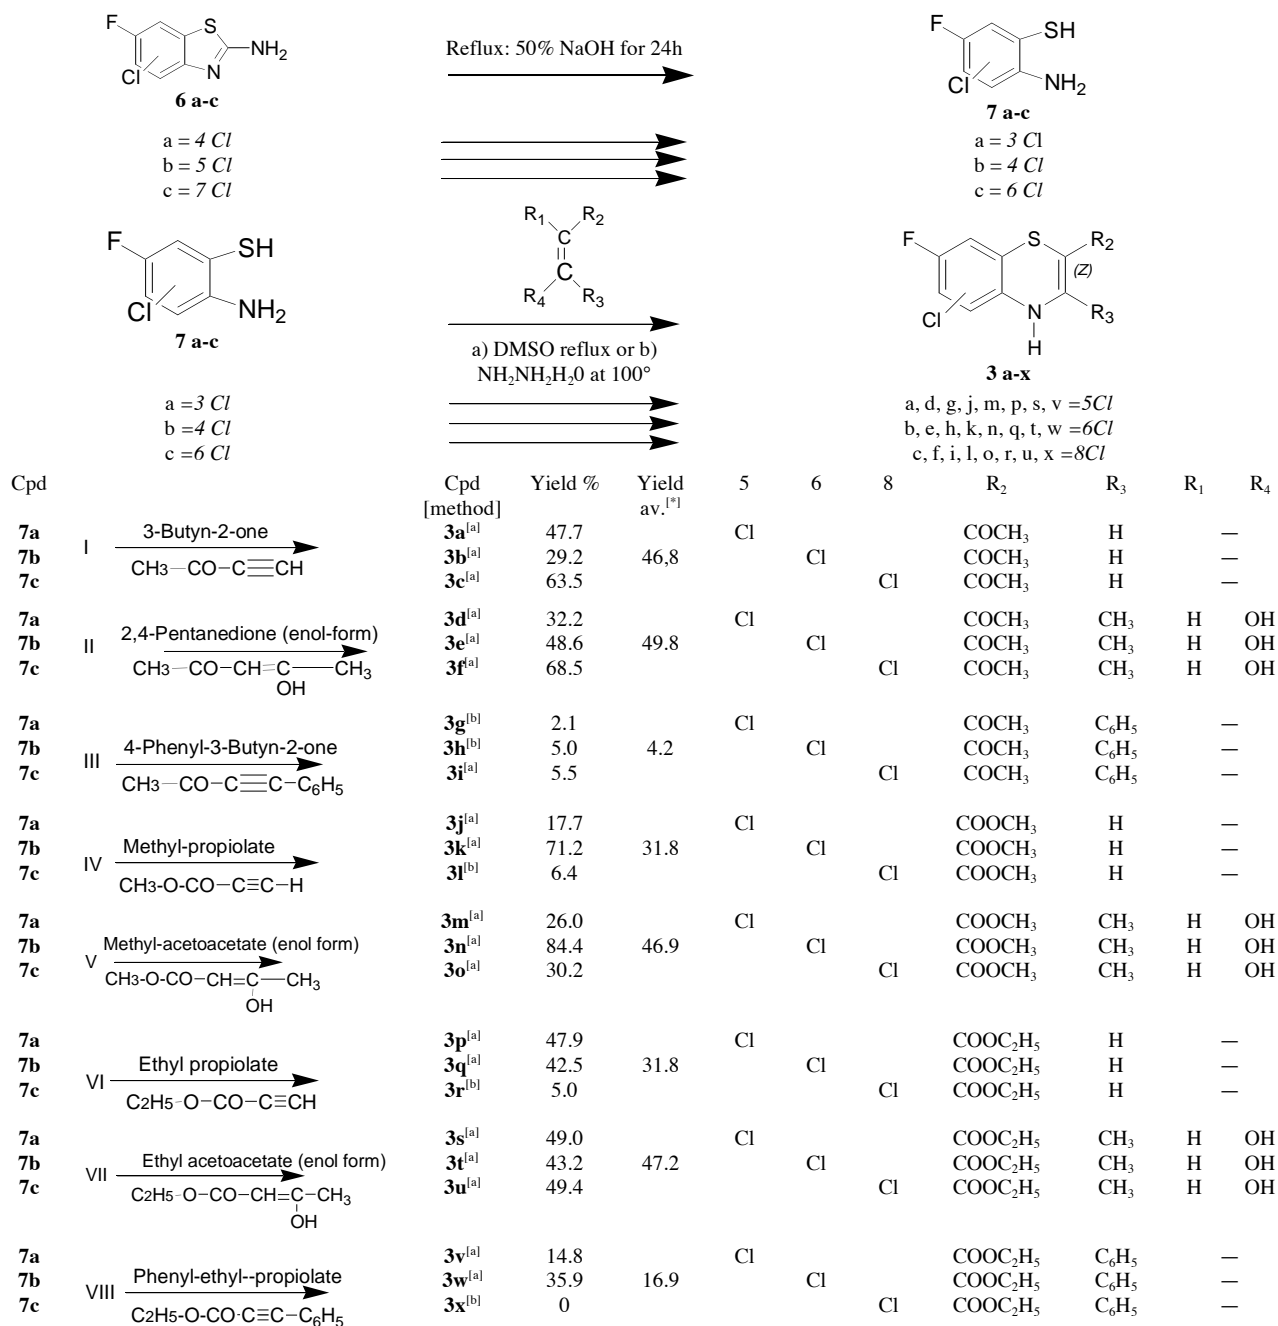 F S NH2 N Cl
6 a-c
a = 4 Cl
b = 5 Cl
c = 7 Cl
Reflux: 50% NaOH for 24h
F SH NH2 Cl
7 a-c
a = 3 Cl
b = 4 Cl
c = 6 Cl
F SH NH2 Cl
7 a-c
a =3 Cl
b =4 Cl
c =6 Cl
R1 R2
C
C
R4 R3
a) DMSO reflux or b)
NH2NH2H20 at 100°
F S R2 (Z) N R3 H Cl
3 a-x
a, d, g, j, m, p, s, v =5Cl
b, e, h, k, n, q, t, w =6Cl
c, f, i, l, o, r, u, x =8Cl
Cpd Cpd [method] Yield % Yield av.[*] 5 6 8 R2 R3 R1 R4
I 3-Butyn-2-one
CH3-CO-C≡CH
7a 3a[a] 47.7 Cl COCH3 H —
7b 3b[a] 29.2 46,8 Cl COCH3 H —
7c 3c[a] 63.5 Cl COCH3 H —
II 2,4-Pentanedione (enol-form)
CH3-CO-CH=C-CH3
OH
7a 3d[a] 32.2 Cl COCH3 CH3 H OH
7b 3e[a] 48.6 49.8 Cl COCH3 CH3 H OH
7c 3f[a] 68.5 Cl COCH3 CH3 H OH
III 4-Phenyl-3-Butyn-2-one
CH3-CO-C≡C-C6H5
7a 3g[b] 2.1 Cl COCH3 C6H5 —
7b 3h[b] 5.0 4.2 Cl COCH3 C6H5 —
7c 3i[a] 5.5 Cl COCH3 C6H5 —
IV Methyl-propiolate
CH3-O-CO-C≡C-H
7a 3j[a] 17.7 Cl COOCH3 H —
7b 3k[a] 71.2 31.8 Cl COOCH3 H —
7c 3l[b] 6.4 Cl COOCH3 H —
V Methyl-acetoacetate (enol form)
CH3-O-CO-CH=C-CH3
OH
7a 3m[a] 26.0 Cl COOCH3 CH3 H OH
7b 3n[a] 84.4 46.9 Cl COOCH3 CH3 H OH
7c 3o[a] 30.2 Cl COOCH3 CH3 H OH
VI Ethyl propiolate
C2H5-O-CO-C≡CH
7a 3p[a] 47.9 Cl COOC2H5 H —
7b 3q[a] 42.5 31.8 Cl COOC2H5 H —
7c 3r[b] 5.0 Cl COOC2H5 H —
VII Ethyl acetoacetate (enol form)
C2H5-O-CO-CH=C-CH3
OH
7a 3s[a] 49.0 Cl COOC2H5 CH3 H OH
7b 3t[a] 43.2 47.2 Cl COOC2H5 CH3 H OH
7c 3u[a] 49.4 Cl COOC2H5 CH3 H OH
VIII Phenyl-ethyl--propiolate
C2H5-O-CO-C≡C-C6H5
7a 3v[a] 14.8 Cl COOC2H5 C6H5 —
7b 3w[a] 35.9 16.9 Cl COOC2H5 C6H5 —
7c 3x[b] 0 Cl COOC2H5 C6H5 —